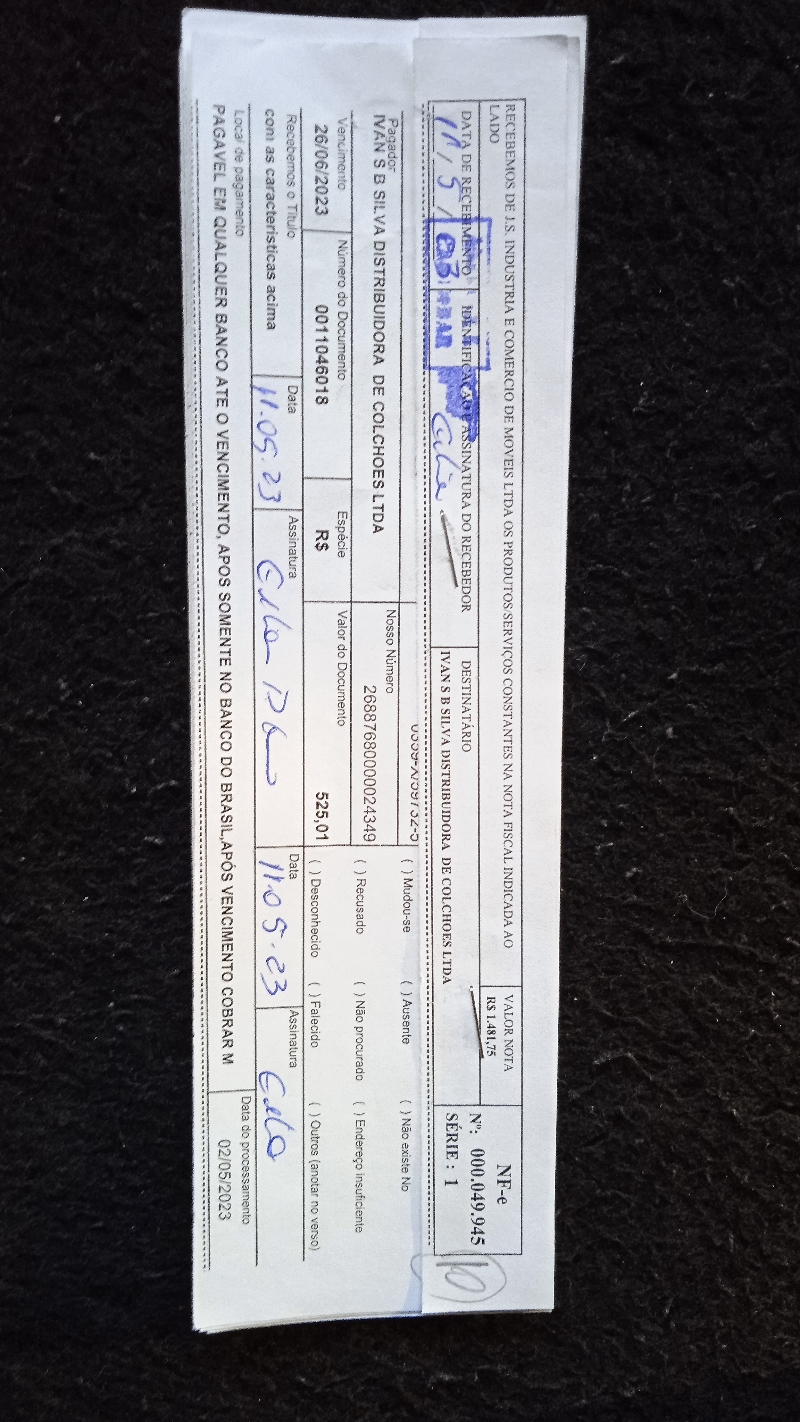 RECEBEMOS DE J.S. INDUSTRIA E COMERCIO DE MOVEIS LTDA OS PRODUTOS/SERVIÇOS CONSTANTES NA NOTA FISCAL INDICADA AO
LADO
VALOR NOTA
R$ 1.481,75
NF-e
Nº: 000.049.945
SÉRIE : 1
DATA DE RECEBIMENTO
11/5/
IDENTIFICAÇÃO E ASSINATURA DO RECEBEDOR
DESTINATÁRIO
IVAN S B SILVA DISTRIBUIDORA DE COLCHOES LTDA
10
( ) Mudou-se ( ) Ausente ( ) Não existe No
Pagador
IVAN S B SILVA DISTRIBUIDORA DE COLCHOES LTDA
Nosso Número
26887680000024349
( ) Recusado ( ) Não procurado ( ) Endereço insuficiente
Vencimento
26/06/2023
Número do Documento
0011046018
Espécie
R$
Valor do Documento
525,01
( ) Desconhecido ( ) Falecido ( ) Outros (anotar no verso)
Recebemos o Título
com as caracteristicas acima
Data
11.05.23
Assinatura
Data
11.05.23
Assinatura
Local de pagamento
PAGAVEL EM QUALQUER BANCO ATE O VENCIMENTO, APOS SOMENTE NO BANCO DO BRASIL,APÓS VENCIMENTO COBRAR M
Data do processamento
02/05/2023